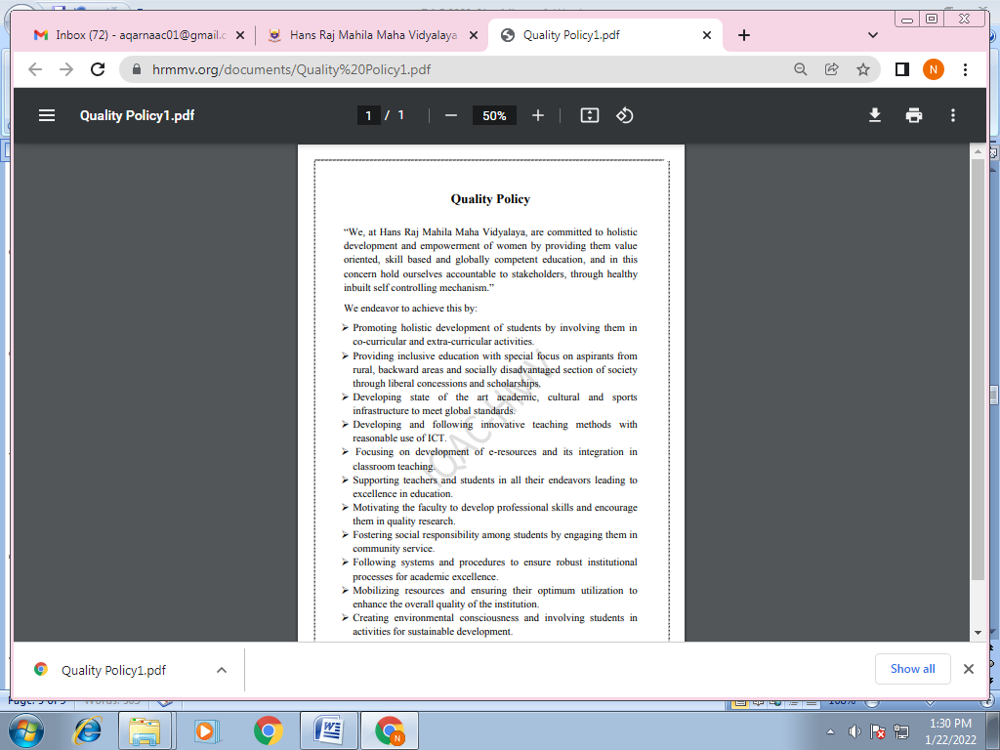 Inbox (72) - aqarnaac01@gmail.c
Hans Raj Mahila Maha Vidyalaya
Quality Policy1.pdf
hrmmv.org/documents/Quality%20Policy1.pdf
N
Quality Policy1.pdf
1 / 1
50%
Quality Policy
“We, at Hans Raj Mahila Maha Vidyalaya, are committed to holistic
development and empowerment of women by providing them value
oriented, skill based and globally competent education, and in this
concern hold ourselves accountable to stakeholders, through healthy
inbuilt self controlling mechanism.”
We endeavor to achieve this by:
➢ Promoting holistic development of students by involving them in
co-curricular and extra-curricular activities.
➢ Providing inclusive education with special focus on aspirants from
rural, backward areas and socially disadvantaged section of society
through liberal concessions and scholarships.
➢ Developing state of the art academic, cultural and sports
infrastructure to meet global standards.
➢ Developing and following innovative teaching methods with
reasonable use of ICT.
➢ Focusing on development of e-resources and its integration in
classroom teaching.
➢ Supporting teachers and students in all their endeavors leading to
excellence in education.
➢ Motivating the faculty to develop professional skills and encourage
them in quality research.
➢ Fostering social responsibility among students by engaging them in
community service.
➢ Following systems and procedures to ensure robust institutional
processes for academic excellence.
➢ Mobilizing resources and ensuring their optimum utilization to
enhance the overall quality of the institution.
➢ Creating environmental consciousness and involving students in
activities for sustainable development.
IQAC-HMV
Quality Policy1.pdf
Show all
1:30 PM
1/22/2022